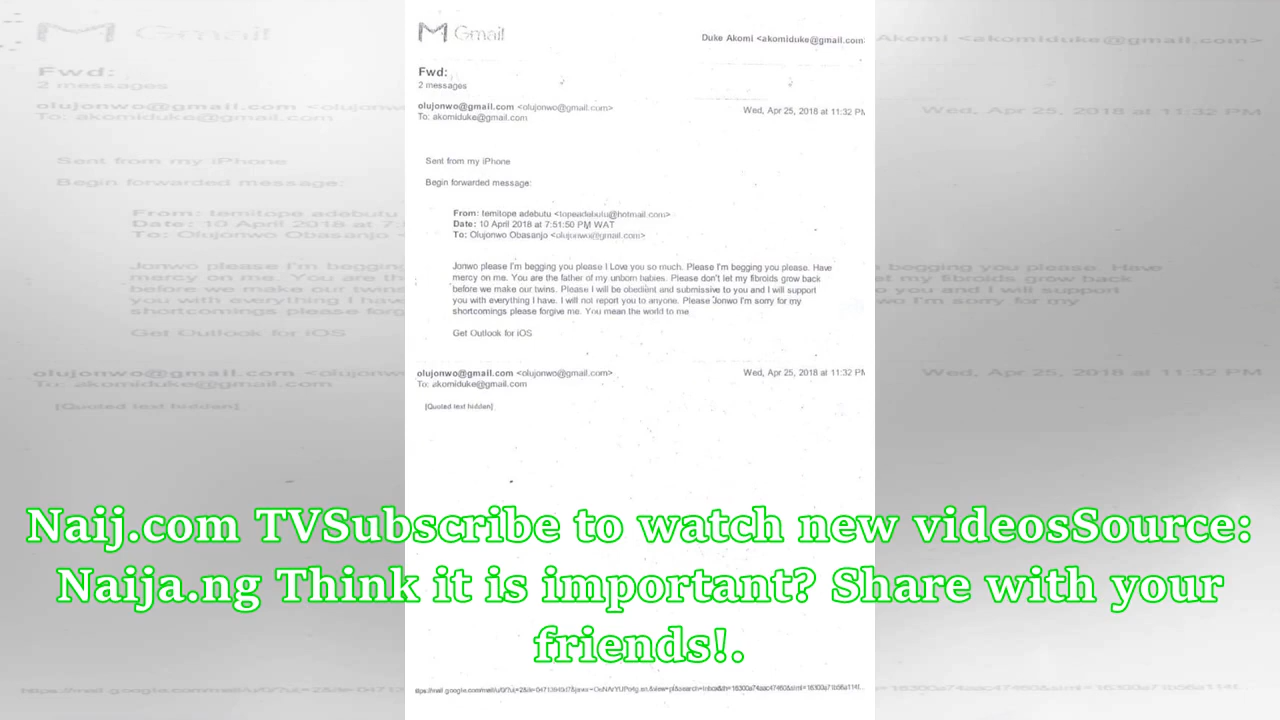 Gmail
Duke Akomi <akomiduke@gmail.com
Fwd:
2 messages
olujonwo@gmail.com <olujonwo@gmail.com>
Wed, Apr 25, 2018 at 11:32 PM
To: akomiduke@gmail.com
Sent from my iPhone
Begin forwarded message:
From: temitope adebutu <topeadebutu@hotmail.com>
Date: 10 April 2018 at 7:51:50 PM WAT
To: Olujonwo Obasanjo <olujonwo@gmail.com>
Jonwo please I'm begging you please I Love you so much. Please I'm begging you please. Have
mercy on me. You are the father of my unborn babies. Please don't let my fibroids grow back
before we make our twins. Please I will be obedient and submissive to you and I will support
you with everything I have. I will not report you to anyone. Please Jonwo I'm sorry for my
shortcomings please forgive me. You mean the world to me
Get Outlook for iOS
olujonwo@gmail.com <olujonwo@gmail.com>
Wed, Apr 25, 2018 at 11:32 PM
To: akomiduke@gmail.com
[Quoted text hidden]
Naij.com TVSubscribe to watch new videosSource:
Naija.ng Think it is important? Share with your
friends!.